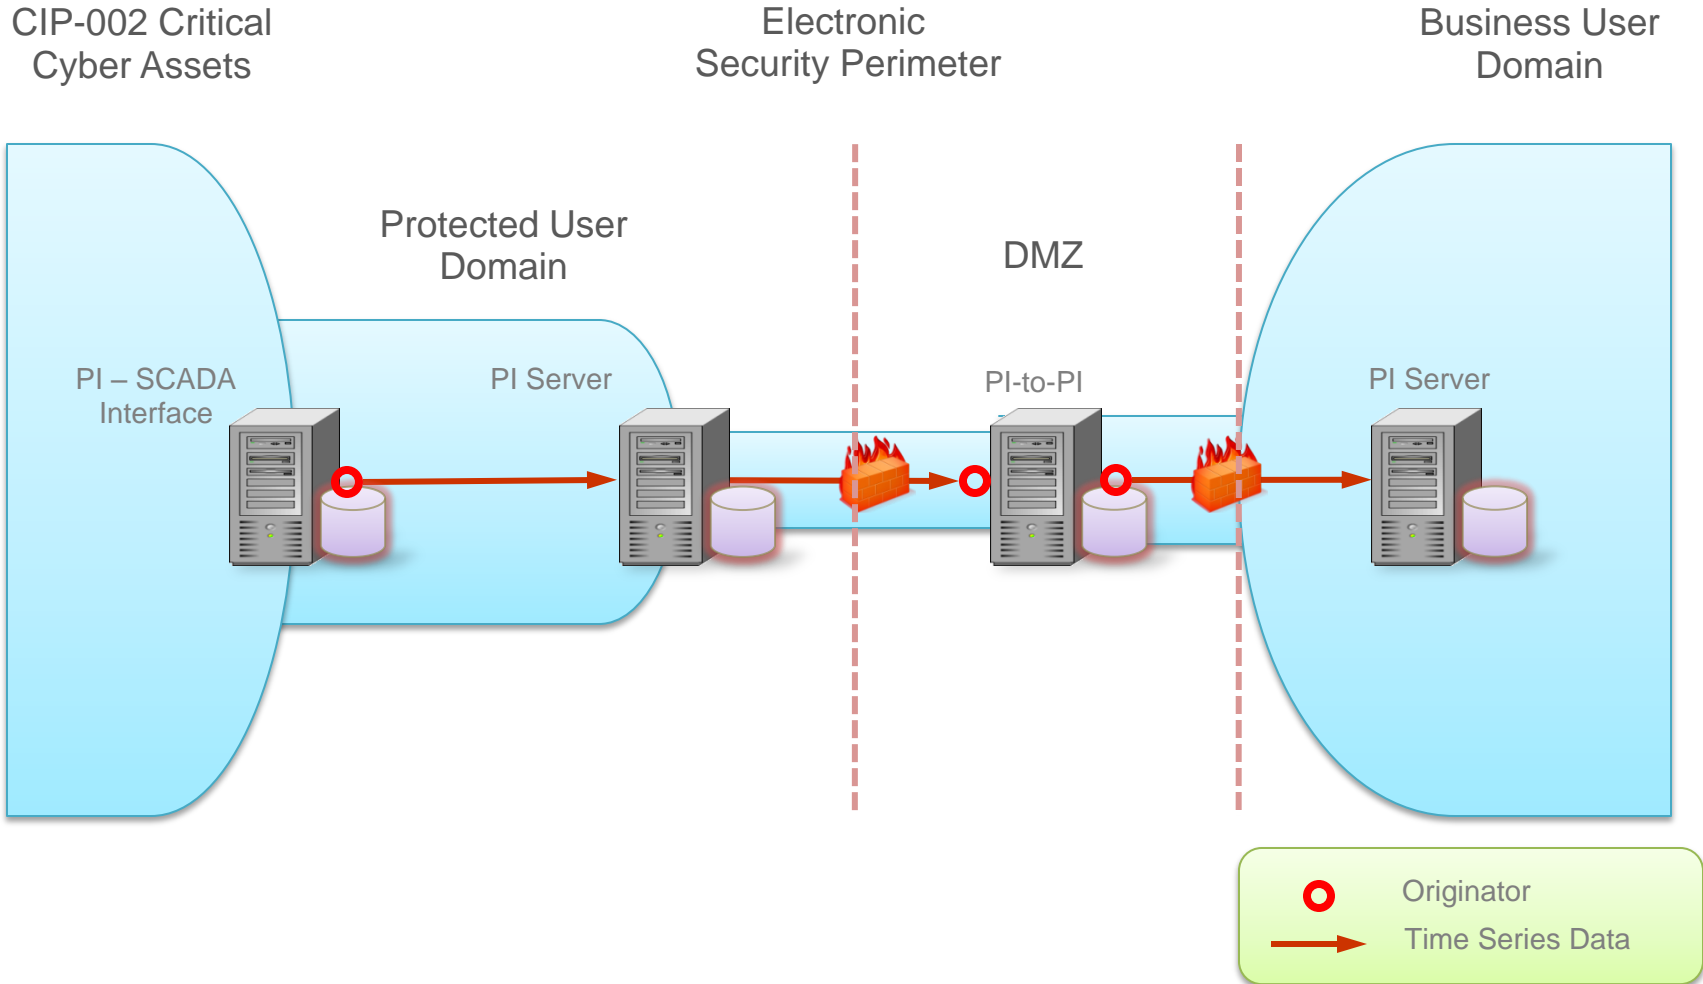 CIP-002 Critical
Cyber Assets
Electronic
Security Perimeter
Business User
Domain
Protected User
Domain
DMZ
PI – SCADA
Interface
PI Server
PI-to-PI
PI Server
Originator
Time Series Data